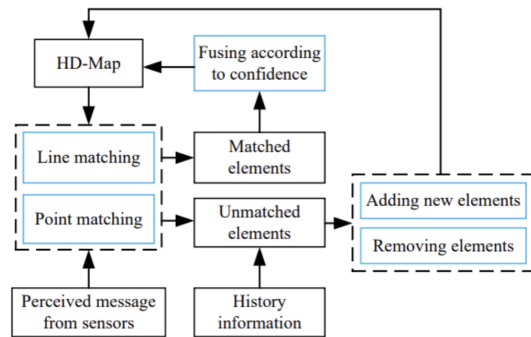 HD-Map
Fusing according
to confidence
Line matching
Matched
elements
Point matching
Unmatched
elements
Adding new elements
Removing elements
Perceived message
from sensors
History
information